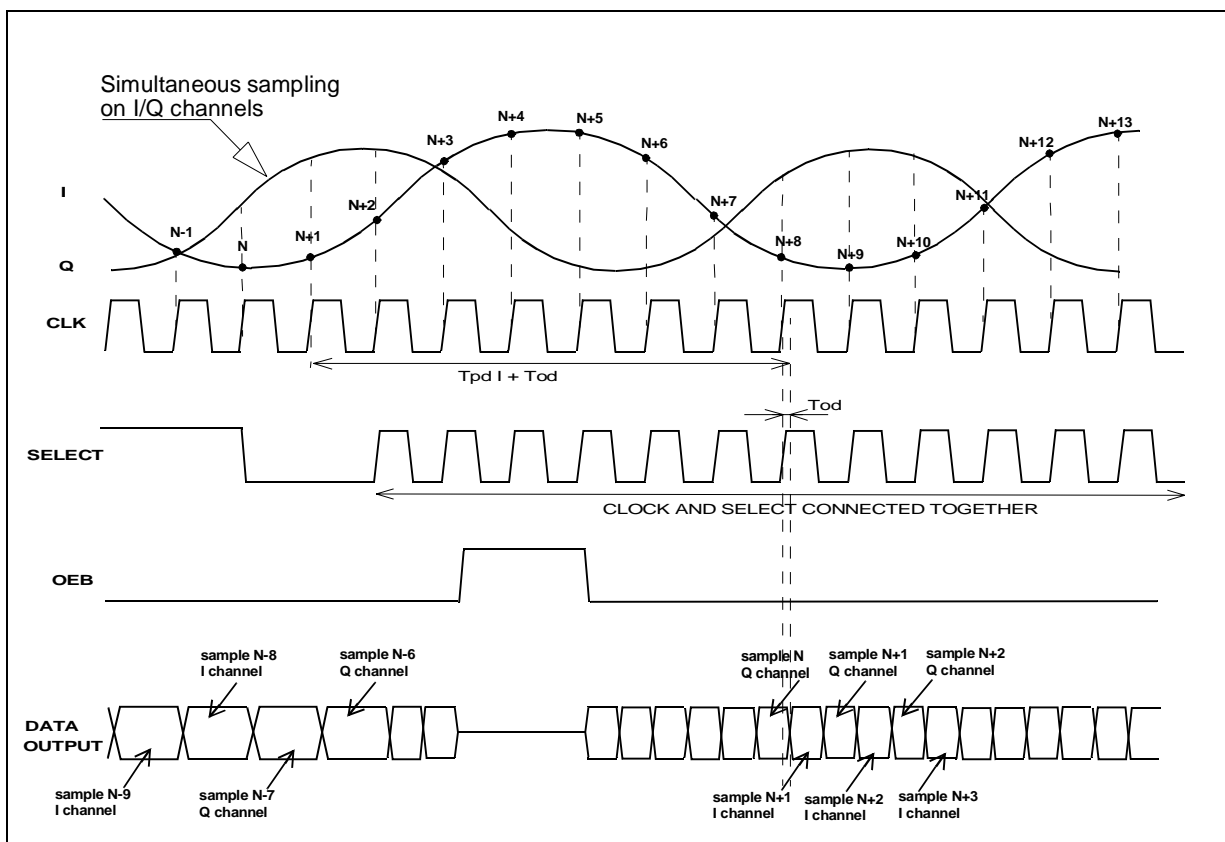 Simultaneous sampling
on I/Q channels
N-1
N
N+1
N+2
N+3
N+4
N+5
N+6
N+7
N+8
N+9
N+10
N+11
N+12
N+13
I
Q
CLK
Tpd I + Tod
Tod
SELECT
CLOCK AND SELECT CONNECTED TOGETHER
OEB
sample N-8
I channel
sample N-6
Q channel
sample N
Q channel
sample N+1
Q channel
sample N+2
Q channel
DATA
OUTPUT
sample N-9
I channel
sample N-7
Q channel
sample N+1
I channel
sample N+2
I channel
sample N+3
I channel